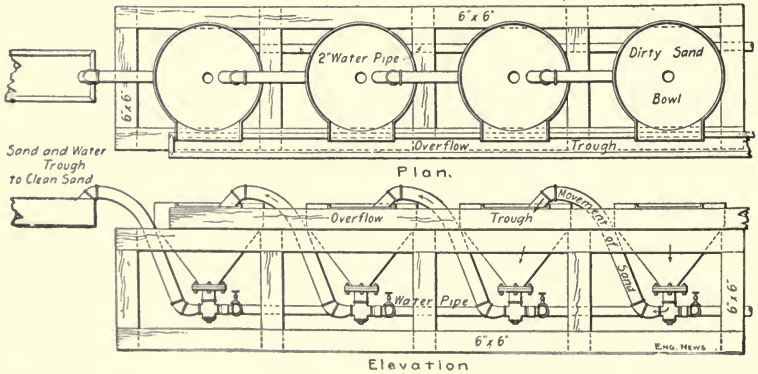 6"x 6"
2" Water Pipe
Dirty Sand
Bowl
6"x 6"
Overflow Trough
Sand and Water
Trough
to Clean Sand
Plan.
Overflow Trough
Movement of Sand
Water Pipe
6"x 6"
6"x 6"
ENG. NEWS
Elevation